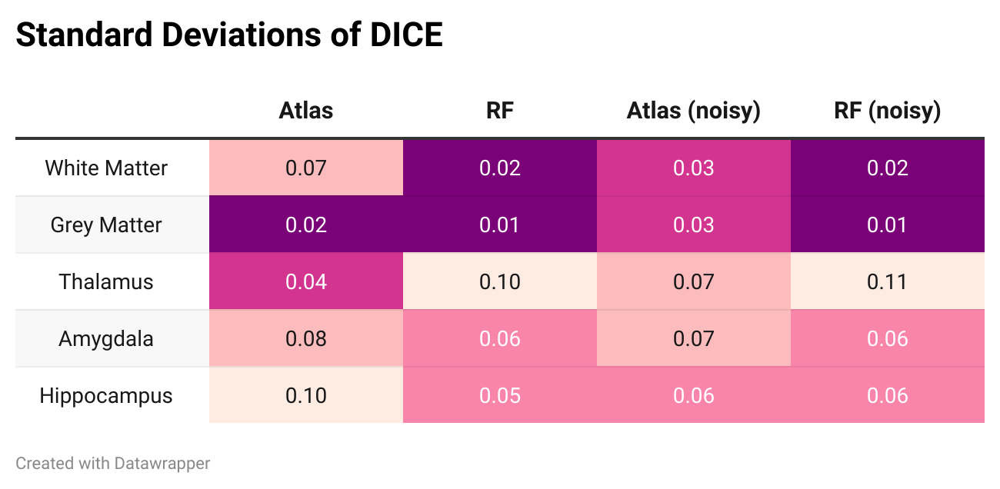 Standard Deviations of DICE
Atlas RF Atlas (noisy) RF (noisy)
White Matter 0.07 0.02 0.03 0.02
Grey Matter 0.02 0.01 0.03 0.01
Thalamus 0.04 0.10 0.07 0.11
Amygdala 0.08 0.06 0.07 0.06
Hippocampus 0.10 0.05 0.06 0.06
Created with Datawrapper